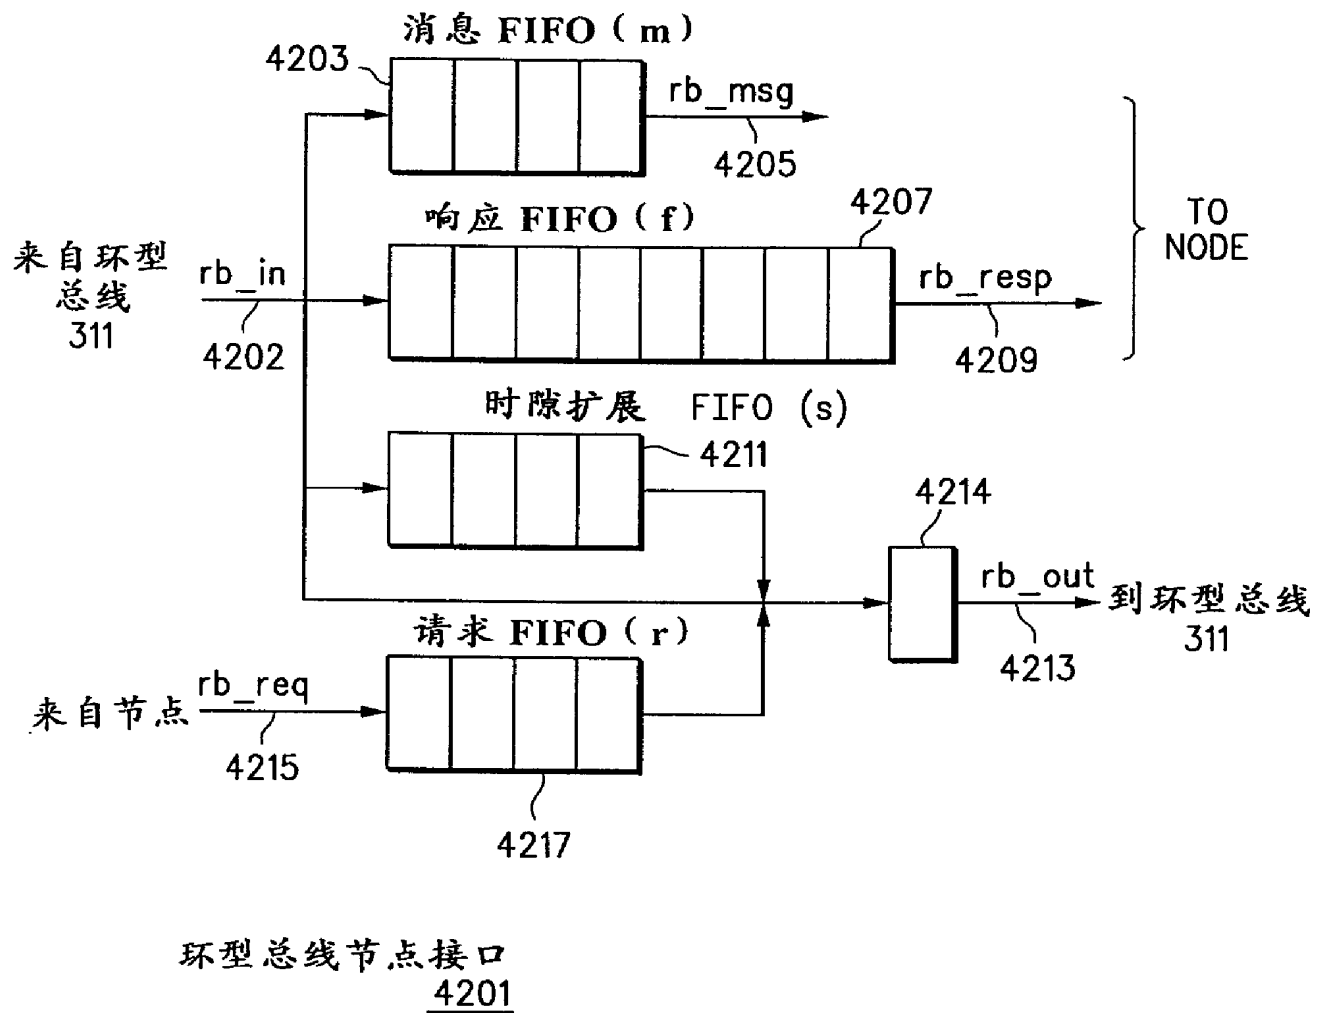 消息 FIFO ( m )
4203
rb_msg
4205
响应 FIFO ( f )
4207
TO
NODE
来自环型
总线
311
rb_in
4202
rb_resp
4209
时隙扩展 FIFO (s)
4211
4214
rb_out
4213
到环型总线
311
请求 FIFO ( r )
来自节点
rb_req
4215
4217
环型总线节点接口
4201